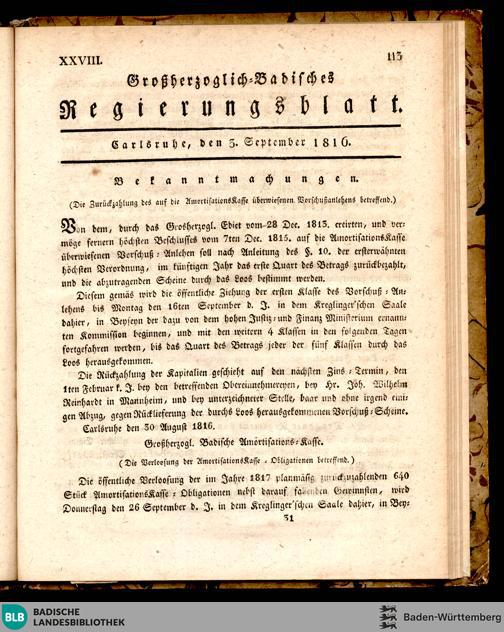 XXVIII. 113
Großherzoglich-Badisches
Regierungsblatt.
Carlsruhe, den 3. September 1816.
Bekanntmachungen.
(Die Zurückzahlung des auf die AmortisationsKasse überwiesenen Vorschußanlehens betreffend.)
Von dem, durch das Grosherzogl. Edict vom 28 Dec. 1813. creirten, und ver-
möge fernern höchsten Beschlusses vom 7ten Dec. 1815. auf die AmortisationsKasse
überwiesenen Vorschuß-Anlehen soll nach Anleitung des §. 10. der ersterwähnten
höchsten Verordnung, im künftigen Jahr das erste Quart des Betrags zurückbezahlt,
und die abzutragenden Scheine durch das Loos bestimmt werden.
Diesem gemäs wird die öffentliche Ziehung der ersten Klasse des Vorschuß-An-
lehens bis Montag den 16ten September d. J. in dem Kreglinger'schen Saale
dahier, in Beyseyn der dazu von dem hohen Justiz- und Finanz Ministerium ernann-
ten Kommission beginnen, und mit den weitern 4 Klassen in den folgenden Tagen
fortgefahren werden, bis das Quart des Betrags jeder der fünf Klassen durch das
Loos herausgekommen.
Die Rückzahlung der Kapitalien geschieht auf den nächsten Zins-Termin, den
1ten Februar k. J. bey den betreffenden Obereinnehmereyen, bey Hr. Joh. Wilhelm
Reinhardt in Mannheim, und bey unterzeichneter Stelle, baar und ohne irgend eini-
gen Abzug, gegen Rücklieferung der durchs Loos herausgekommenen Vorschuß-Scheine.
Carlsruhe den 30 August 1816.
Großherzogl. Badische Amortisations-Kasse.
(Die Verloosung der AmortisationsKasse-Obligationen betreffend.)
Die öffentliche Verloosung der im Jahre 1817 planmäsig zurückzuzahlenden 640
Stück AmortisationsKasse-Obligationen nebst darauf fallenden Gewinnsten, wird
Donnerstag den 26 September d. J. in dem Kreglinger'schen Saale dahier, in Bey-
31
BLB BADISCHE
LANDESBIBLIOTHEK
Baden-Württemberg